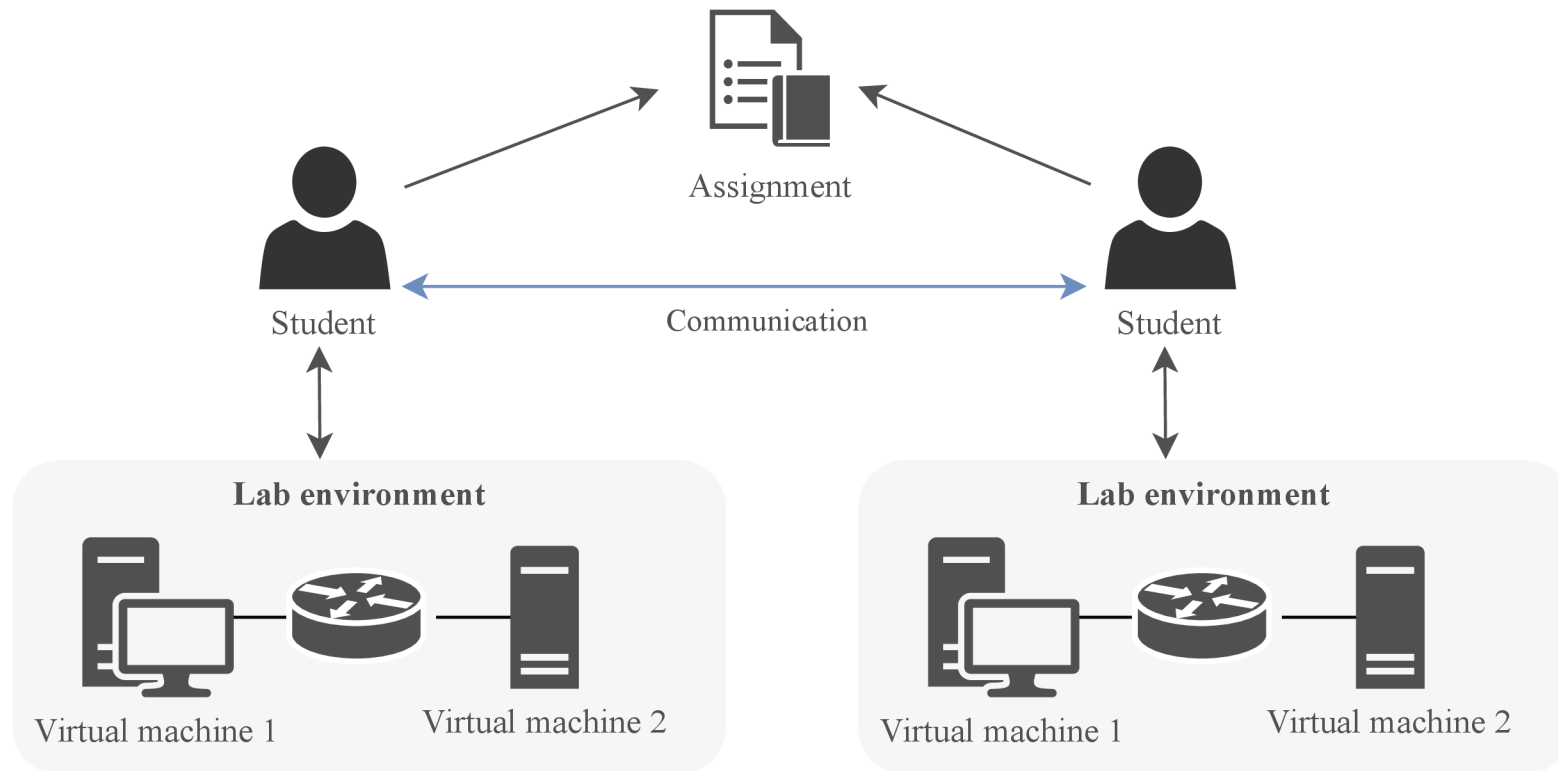 Assignment
Student
Communication
Student
Lab environment
Virtual machine 1
Virtual machine 2
Lab environment
Virtual machine 1
Virtual machine 2